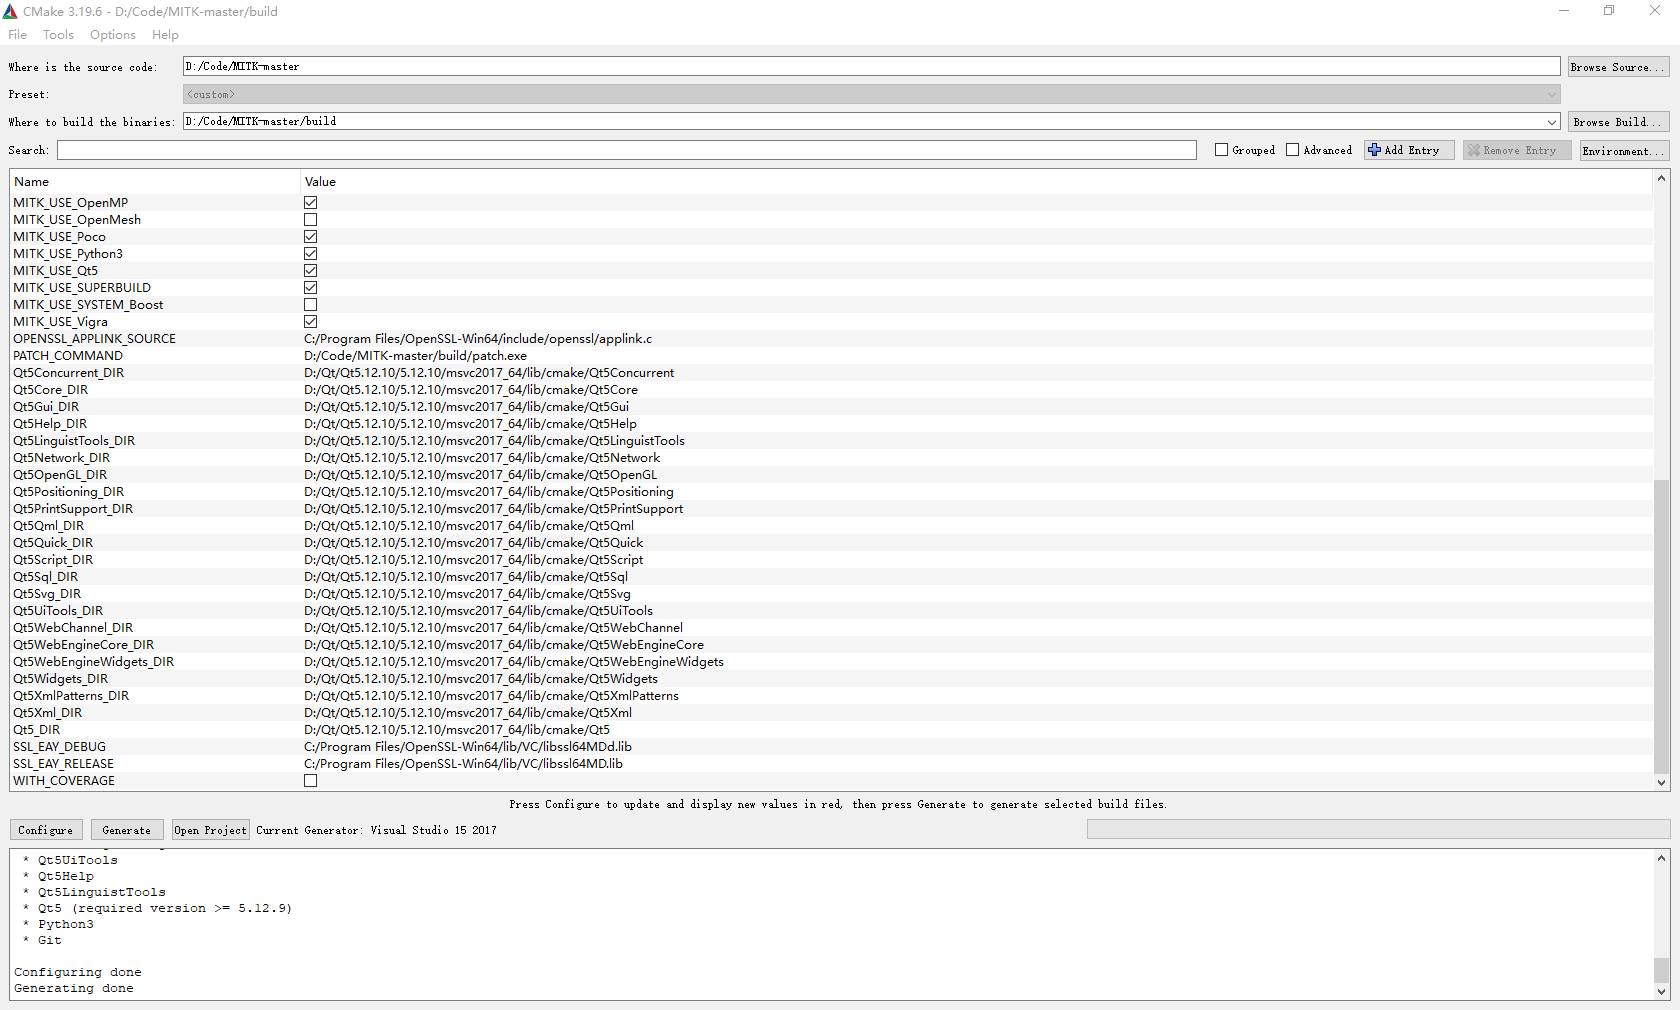 CMake 3.19.6 - D:/Code/MITK-master/build
File Tools Options Help
Where is the source code: D:/Code/MITK-master Browse Source...
Preset: <custom>
Where to build the binaries: D:/Code/MITK-master/build Browse Build...
Search: Grouped Advanced Add Entry Remove Entry Environment...
Name Value
MITK_USE_OpenMP
MITK_USE_OpenMesh
MITK_USE_Poco
MITK_USE_Python3
MITK_USE_Qt5
MITK_USE_SUPERBUILD
MITK_USE_SYSTEM_Boost
MITK_USE_Vigra
OPENSSL_APPLINK_SOURCE C:/Program Files/OpenSSL-Win64/include/openssl/applink.c
PATCH_COMMAND D:/Code/MITK-master/build/patch.exe
Qt5Concurrent_DIR D:/Qt/Qt5.12.10/5.12.10/msvc2017_64/lib/cmake/Qt5Concurrent
Qt5Core_DIR D:/Qt/Qt5.12.10/5.12.10/msvc2017_64/lib/cmake/Qt5Core
Qt5Gui_DIR D:/Qt/Qt5.12.10/5.12.10/msvc2017_64/lib/cmake/Qt5Gui
Qt5Help_DIR D:/Qt/Qt5.12.10/5.12.10/msvc2017_64/lib/cmake/Qt5Help
Qt5LinguistTools_DIR D:/Qt/Qt5.12.10/5.12.10/msvc2017_64/lib/cmake/Qt5LinguistTools
Qt5Network_DIR D:/Qt/Qt5.12.10/5.12.10/msvc2017_64/lib/cmake/Qt5Network
Qt5OpenGL_DIR D:/Qt/Qt5.12.10/5.12.10/msvc2017_64/lib/cmake/Qt5OpenGL
Qt5Positioning_DIR D:/Qt/Qt5.12.10/5.12.10/msvc2017_64/lib/cmake/Qt5Positioning
Qt5PrintSupport_DIR D:/Qt/Qt5.12.10/5.12.10/msvc2017_64/lib/cmake/Qt5PrintSupport
Qt5Qml_DIR D:/Qt/Qt5.12.10/5.12.10/msvc2017_64/lib/cmake/Qt5Qml
Qt5Quick_DIR D:/Qt/Qt5.12.10/5.12.10/msvc2017_64/lib/cmake/Qt5Quick
Qt5Script_DIR D:/Qt/Qt5.12.10/5.12.10/msvc2017_64/lib/cmake/Qt5Script
Qt5Sql_DIR D:/Qt/Qt5.12.10/5.12.10/msvc2017_64/lib/cmake/Qt5Sql
Qt5Svg_DIR D:/Qt/Qt5.12.10/5.12.10/msvc2017_64/lib/cmake/Qt5Svg
Qt5UiTools_DIR D:/Qt/Qt5.12.10/5.12.10/msvc2017_64/lib/cmake/Qt5UiTools
Qt5WebChannel_DIR D:/Qt/Qt5.12.10/5.12.10/msvc2017_64/lib/cmake/Qt5WebChannel
Qt5WebEngineCore_DIR D:/Qt/Qt5.12.10/5.12.10/msvc2017_64/lib/cmake/Qt5WebEngineCore
Qt5WebEngineWidgets_DIR D:/Qt/Qt5.12.10/5.12.10/msvc2017_64/lib/cmake/Qt5WebEngineWidgets
Qt5Widgets_DIR D:/Qt/Qt5.12.10/5.12.10/msvc2017_64/lib/cmake/Qt5Widgets
Qt5XmlPatterns_DIR D:/Qt/Qt5.12.10/5.12.10/msvc2017_64/lib/cmake/Qt5XmlPatterns
Qt5Xml_DIR D:/Qt/Qt5.12.10/5.12.10/msvc2017_64/lib/cmake/Qt5Xml
Qt5_DIR D:/Qt/Qt5.12.10/5.12.10/msvc2017_64/lib/cmake/Qt5
SSL_EAY_DEBUG C:/Program Files/OpenSSL-Win64/lib/VC/libssl64MDd.lib
SSL_EAY_RELEASE C:/Program Files/OpenSSL-Win64/lib/VC/libssl64MD.lib
WITH_COVERAGE
Press Configure to update and display new values in red, then press Generate to generate selected build files.
Configure Generate Open Project Current Generator: Visual Studio 15 2017
* Qt5UiTools
* Qt5Help
* Qt5LinguistTools
* Qt5 (required version >= 5.12.9)
* Python3
* Git
Configuring done
Generating done